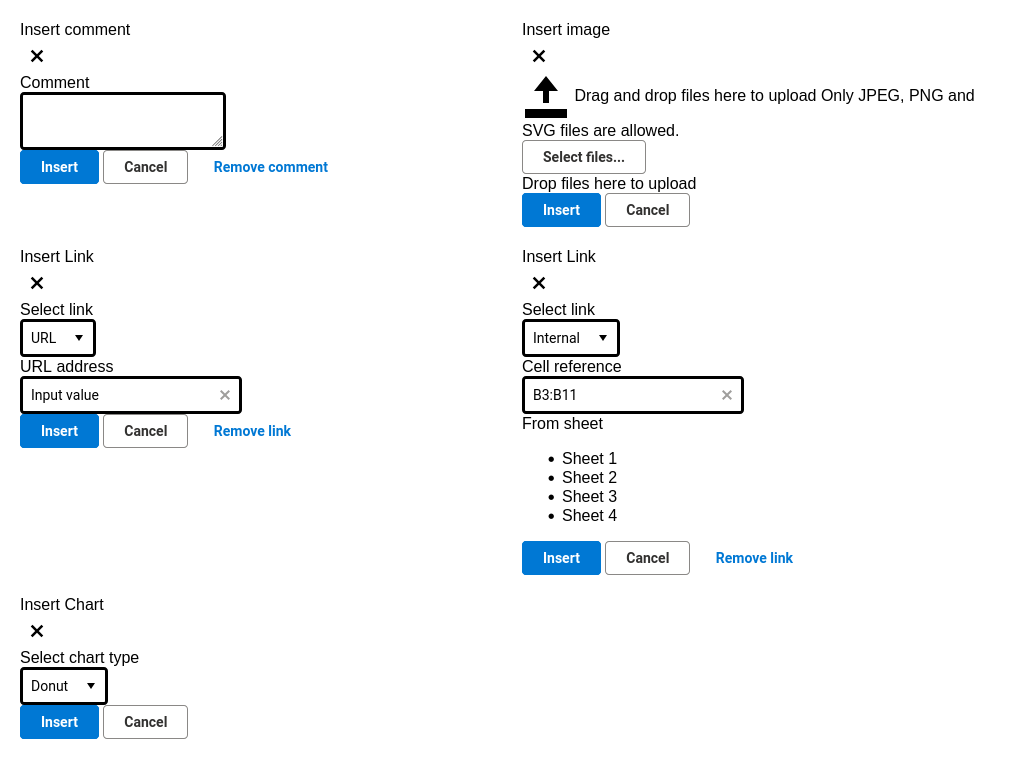 Insert comment
Comment
Insert Cancel Remove comment
Insert image
Drag and drop files here to upload Only JPEG, PNG and
SVG files are allowed.
Select files...
Drop files here to upload
Insert Cancel
Insert Link
Select link
URL
URL address
Input value
Insert Cancel Remove link
Insert Link
Select link
Internal
Cell reference
B3:B11
From sheet
Sheet 1
Sheet 2
Sheet 3
Sheet 4
Insert Cancel Remove link
Insert Chart
Select chart type
Donut
Insert Cancel